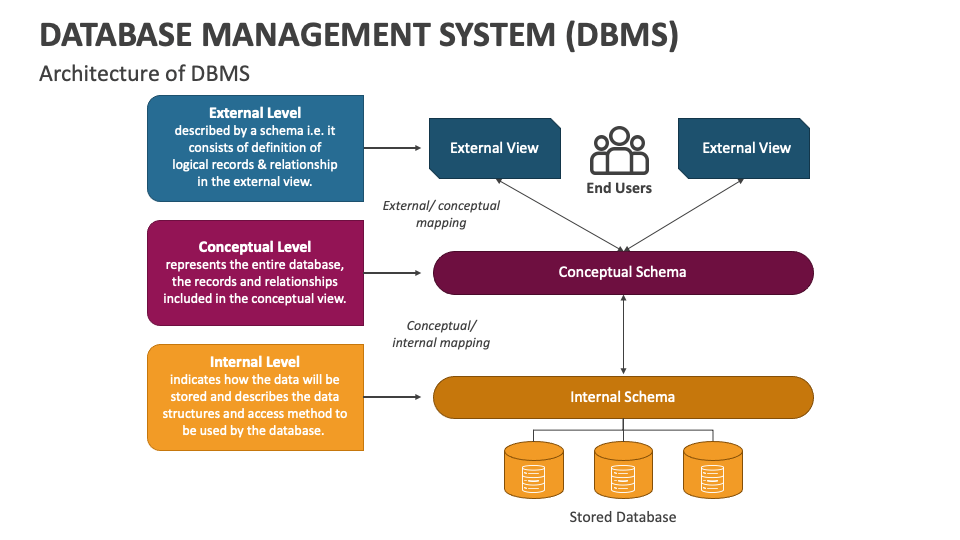 DATABASE MANAGEMENT SYSTEM (DBMS)
Architecture of DBMS
External Level
described by a schema i.e. it
consists of definition of
logical records & relationship
in the external view.
External View
End Users
External View
External/ conceptual
mapping
Conceptual Level
represents the entire database,
the records and relationships
included in the conceptual view.
Conceptual Schema
Conceptual/
internal mapping
Internal Level
indicates how the data will be
stored and describes the data
structures and access method to
be used by the database.
Internal Schema
Stored Database